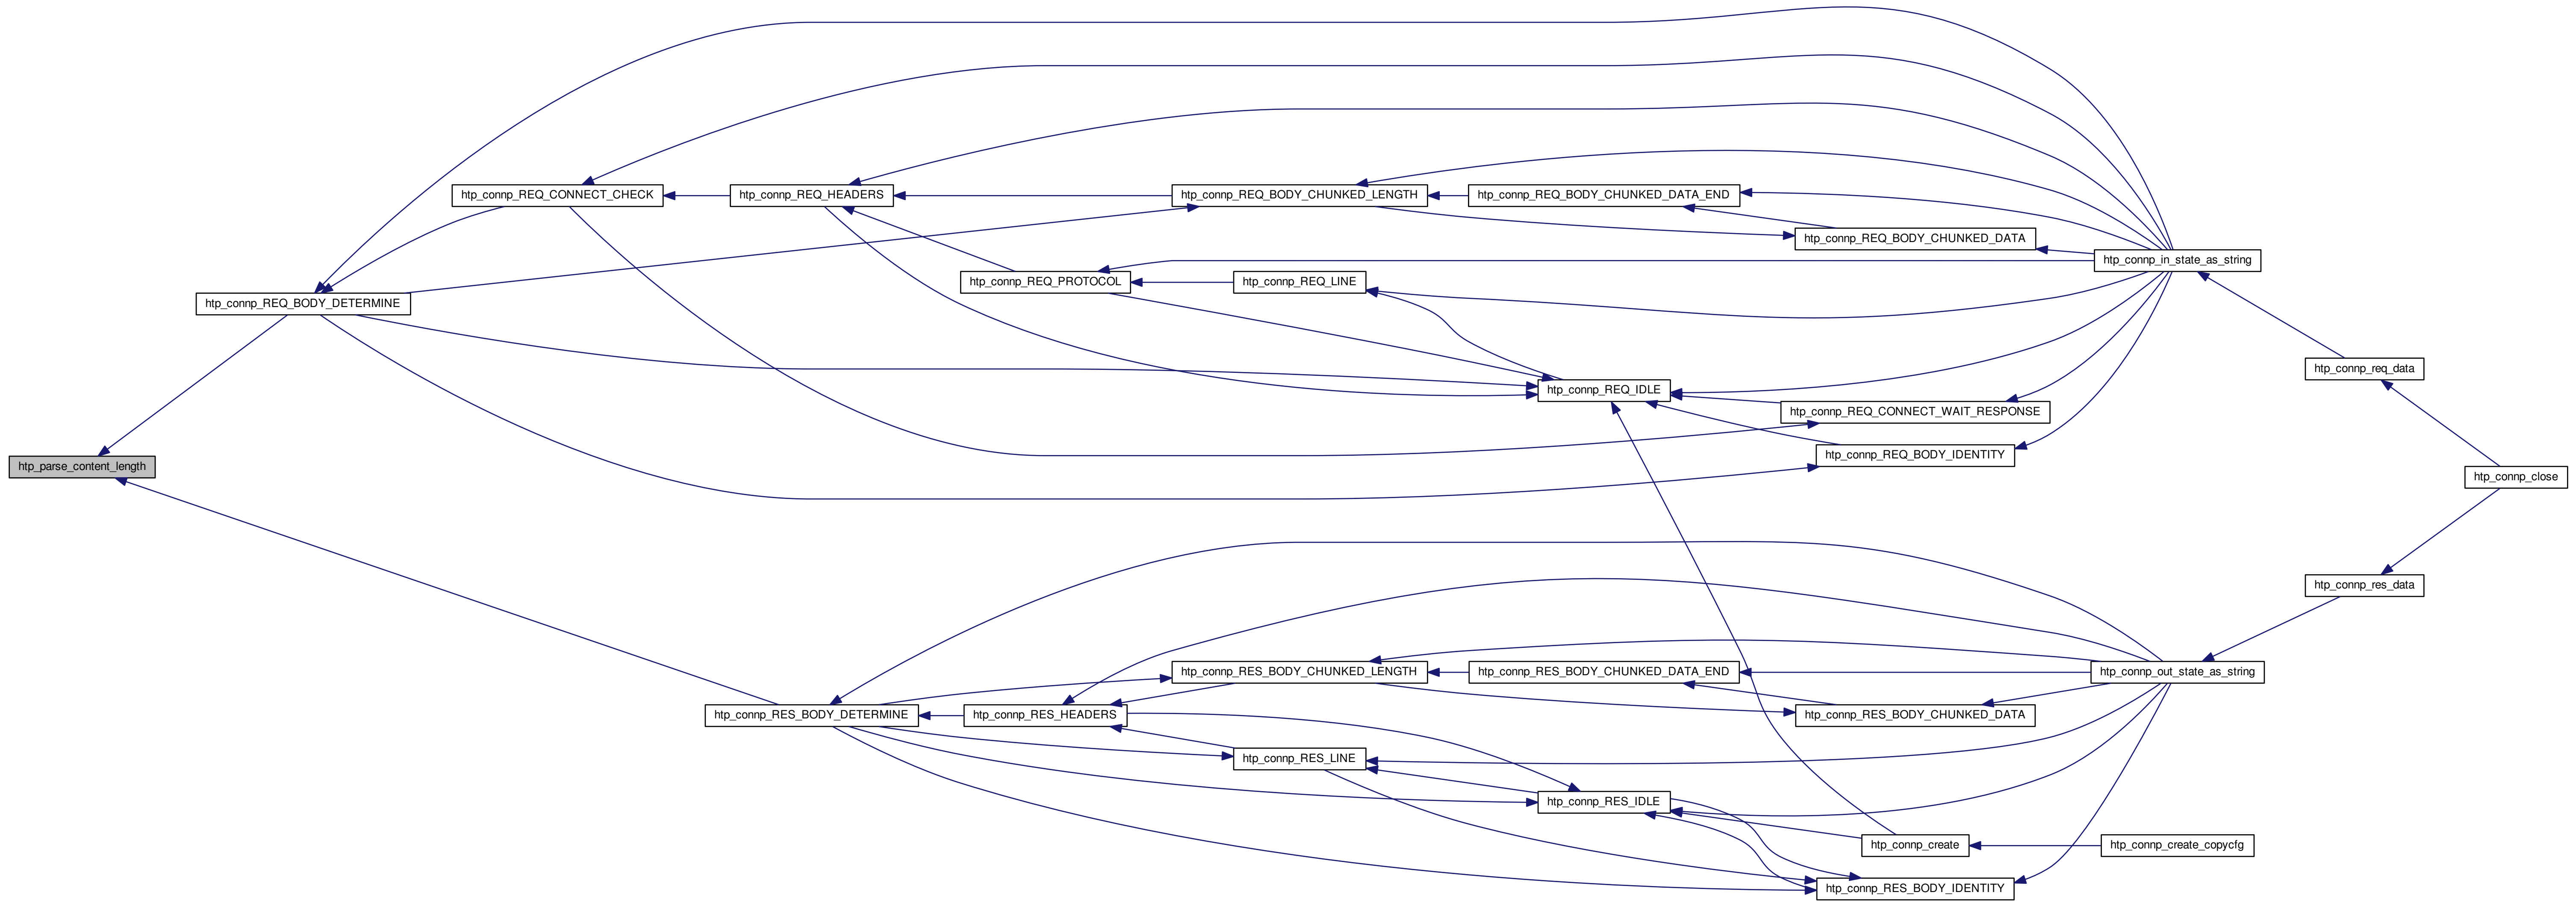 htp_connp_REQ_CONNECT_CHECK
htp_connp_REQ_HEADERS
htp_connp_REQ_BODY_CHUNKED_LENGTH
htp_connp_REQ_BODY_CHUNKED_DATA_END
htp_connp_REQ_BODY_CHUNKED_DATA
htp_connp_in_state_as_string
htp_connp_REQ_PROTOCOL
htp_connp_REQ_LINE
htp_connp_REQ_BODY_DETERMINE
htp_connp_req_data
htp_connp_REQ_IDLE
htp_connp_REQ_CONNECT_WAIT_RESPONSE
htp_connp_REQ_BODY_IDENTITY
htp_parse_content_length
htp_connp_close
htp_connp_res_data
htp_connp_RES_BODY_CHUNKED_LENGTH
htp_connp_RES_BODY_CHUNKED_DATA_END
htp_connp_out_state_as_string
htp_connp_RES_BODY_DETERMINE
htp_connp_RES_HEADERS
htp_connp_RES_BODY_CHUNKED_DATA
htp_connp_RES_LINE
htp_connp_RES_IDLE
htp_connp_create
htp_connp_create_copycfg
htp_connp_RES_BODY_IDENTITY